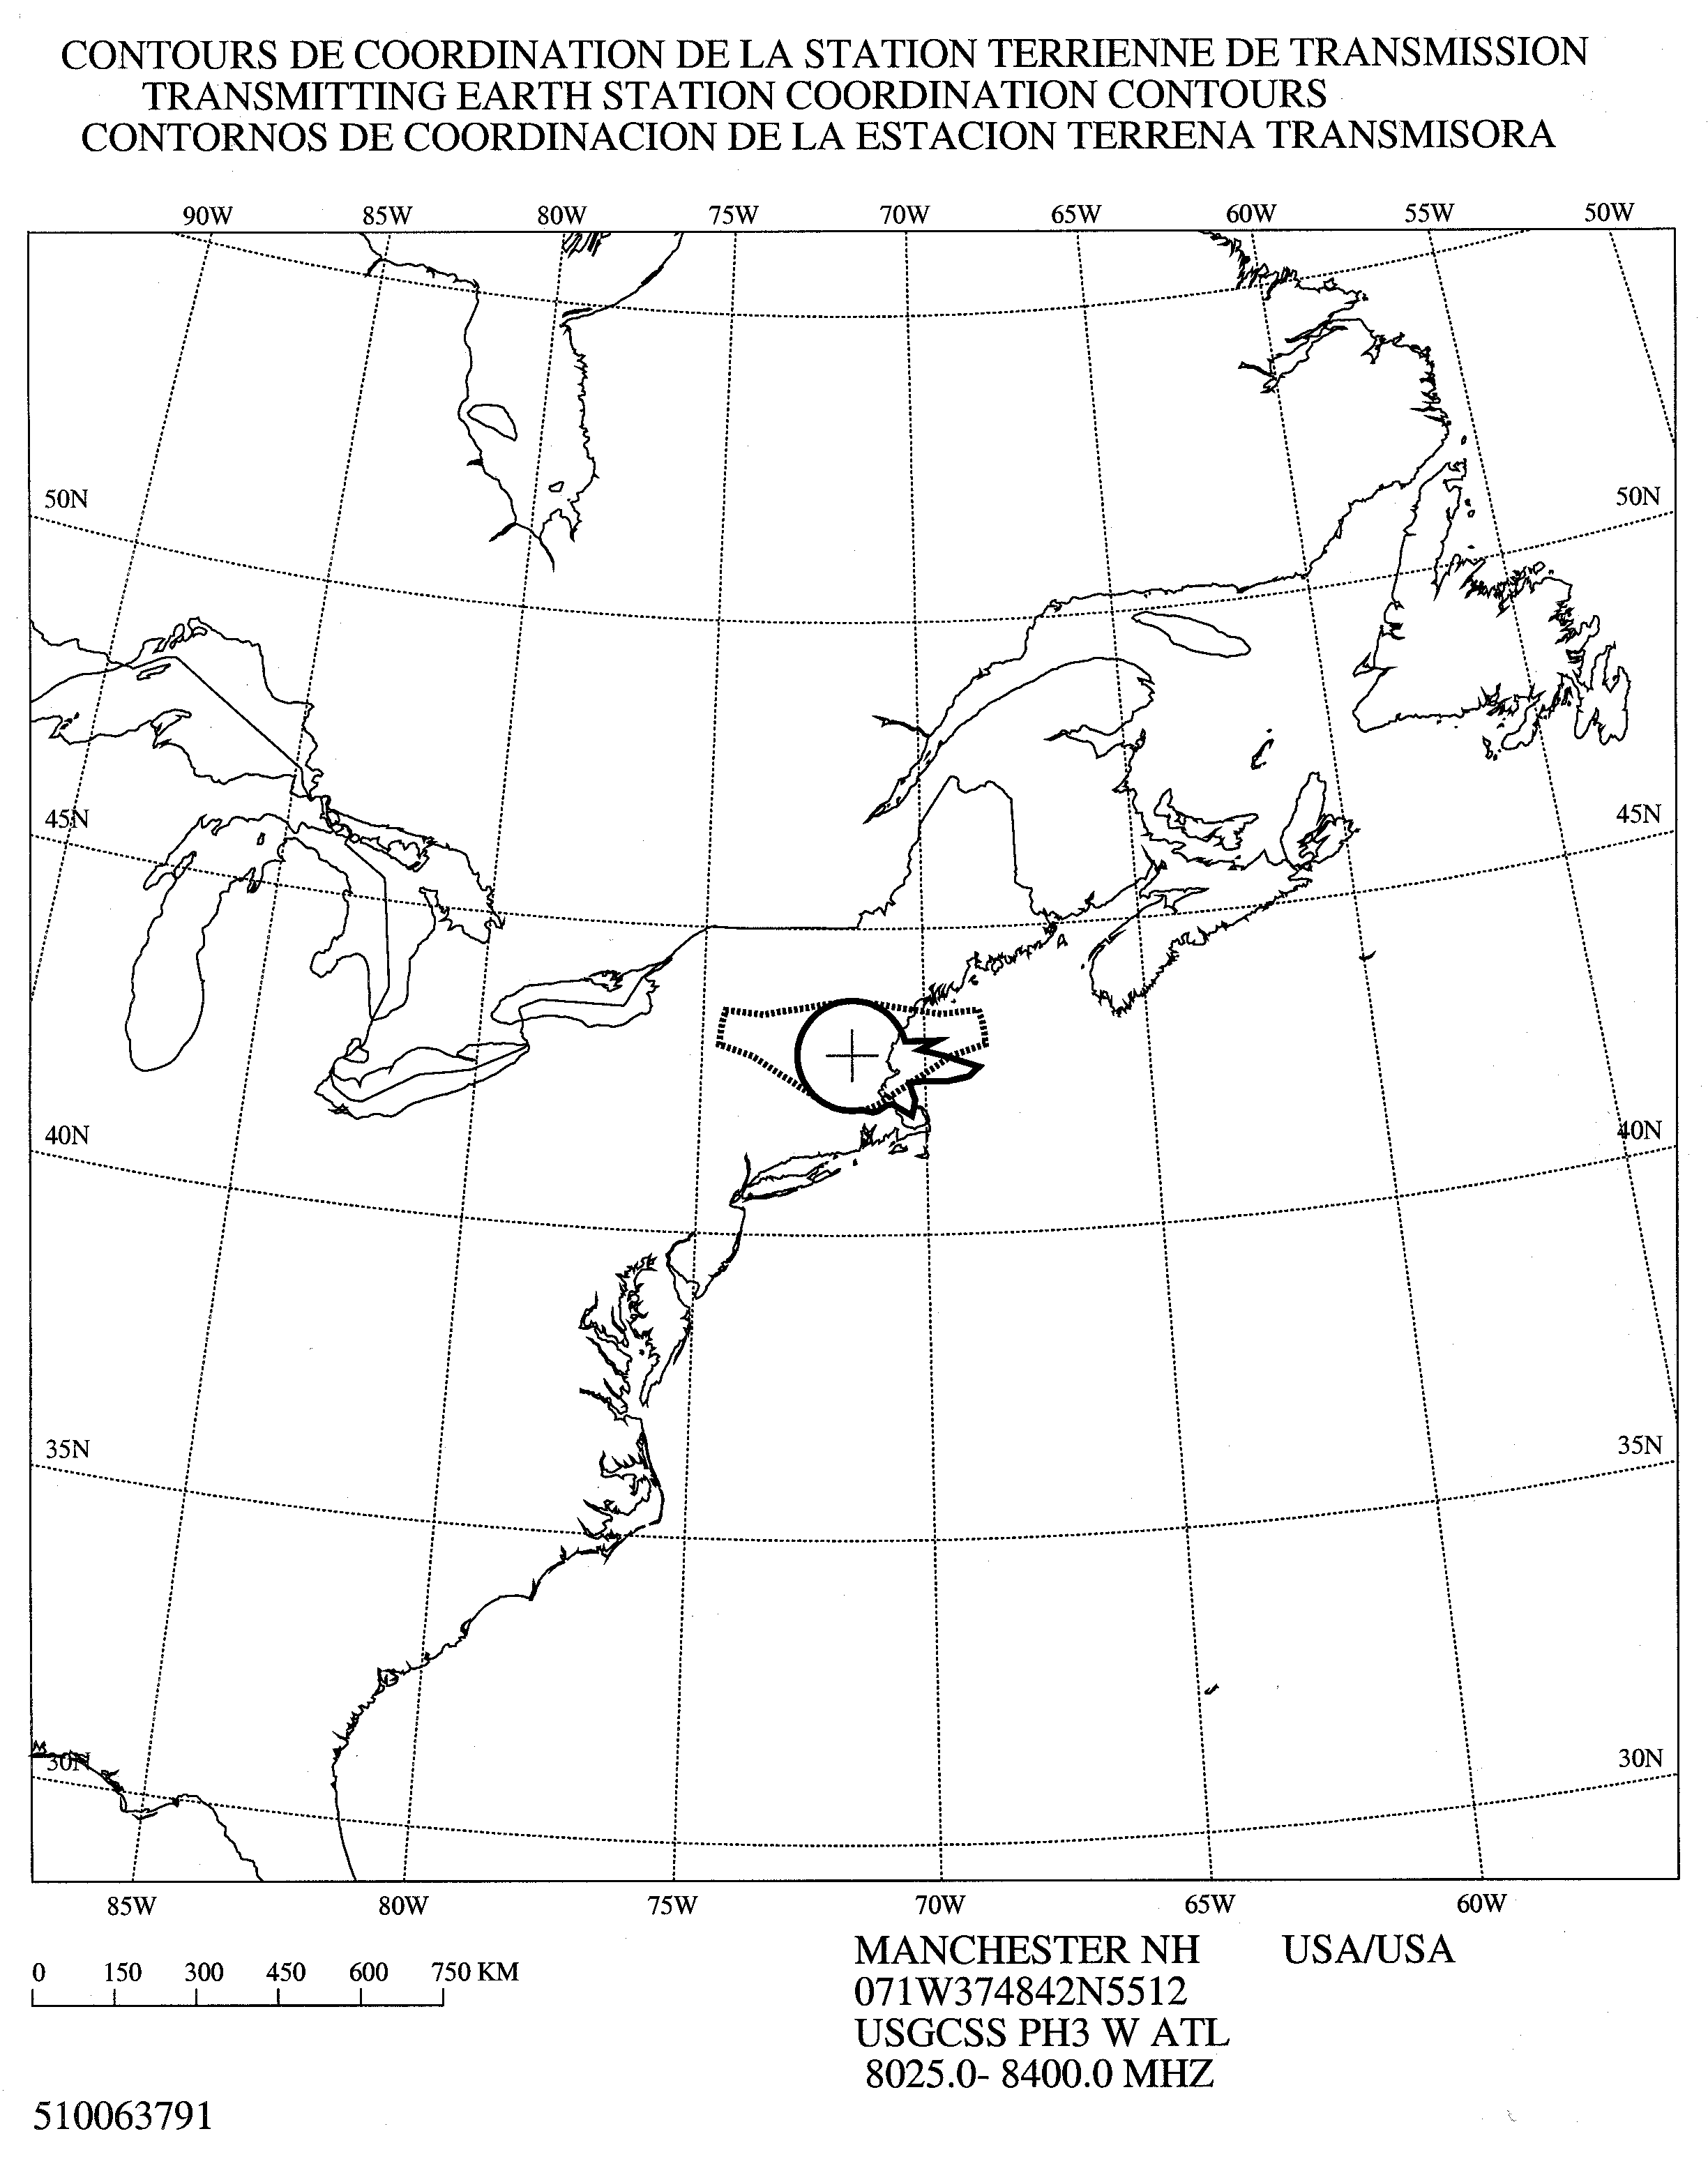 CONTOURS DE COORDINATION DE LA STATION TERRIENNE DE TRANSMISSION
TRANSMITTING EARTH STATION COORDINATION CONTOURS
CONTORNOS DE COORDINACION DE LA ESTACION TERRENA TRANSMISORA
90W 85W 80W 75W 70W 65W 60W 55W 50W
50N 50N
45N 45N
40N 40N
35N 35N
30N 30N
85W 80W 75W 70W 65W 60W
0 150 300 450 600 750 KM
MANCHESTER NH USA/USA
071W374842N5512
USGCSS PH3 W ATL
8025.0- 8400.0 MHZ
510063791